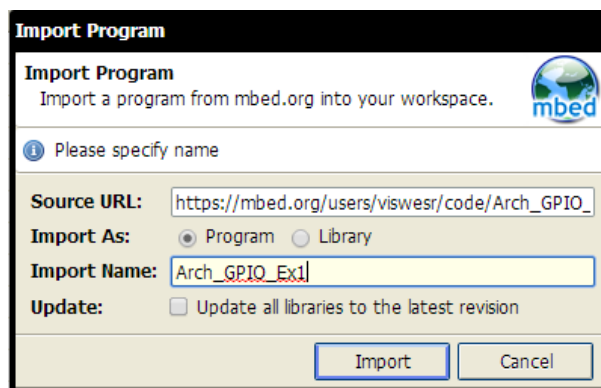 Import Program
Import Program
Import a program from mbed.org into your workspace.
mbed
Please specify name
Source URL: https://mbed.org/users/viswesr/code/Arch_GPIO_
Import As: Program Library
Import Name: Arch_GPIO_Ex1
Update: Update all libraries to the latest revision
Import Cancel